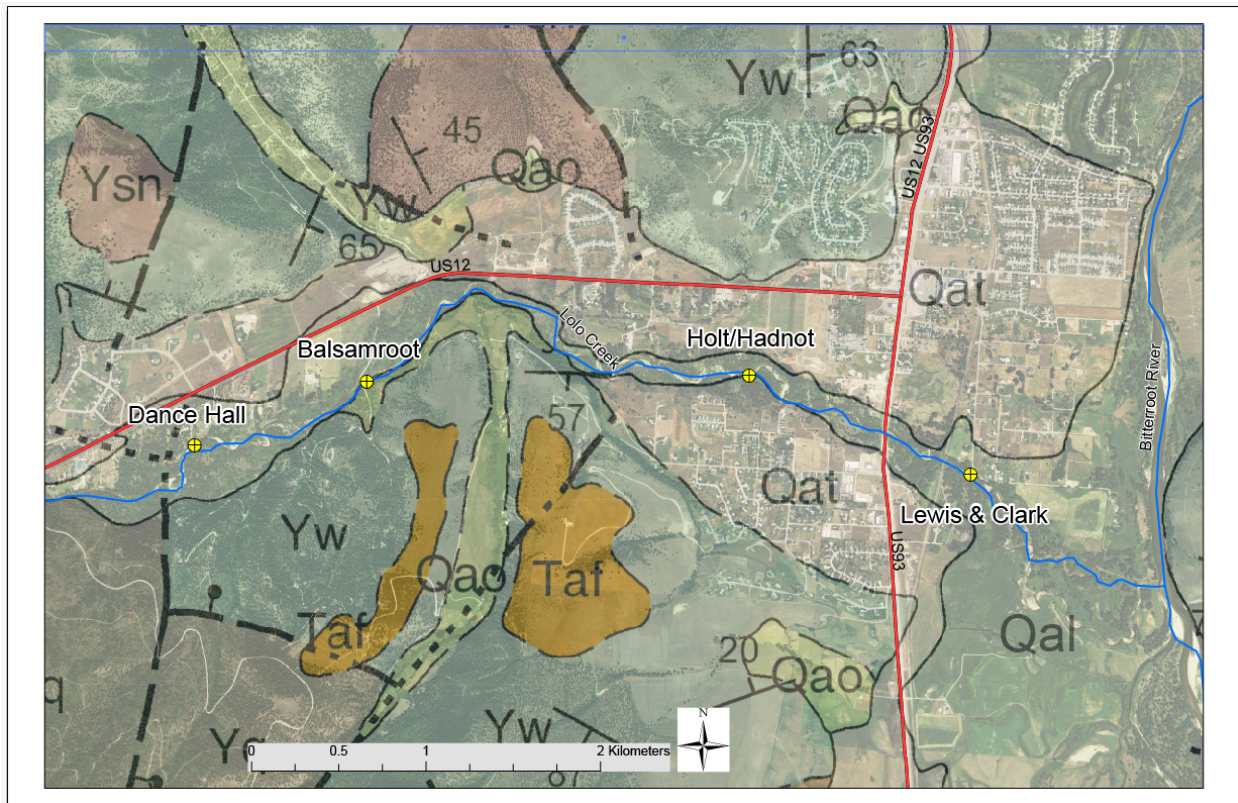 63
Yw
Qao
45
US12 US93
Ysn
Qao
Yw
65
US12
Qat
Lolo Creek
Holt/Hadnot
Balsamroot
Bitterroot River
Dance Hall
57
Qat
Lewis & Clark
Yw
US93
Qao
Taf
Taf
Qal
20
Qao
q
Yw
N
0 0.5 1 2 Kilometers